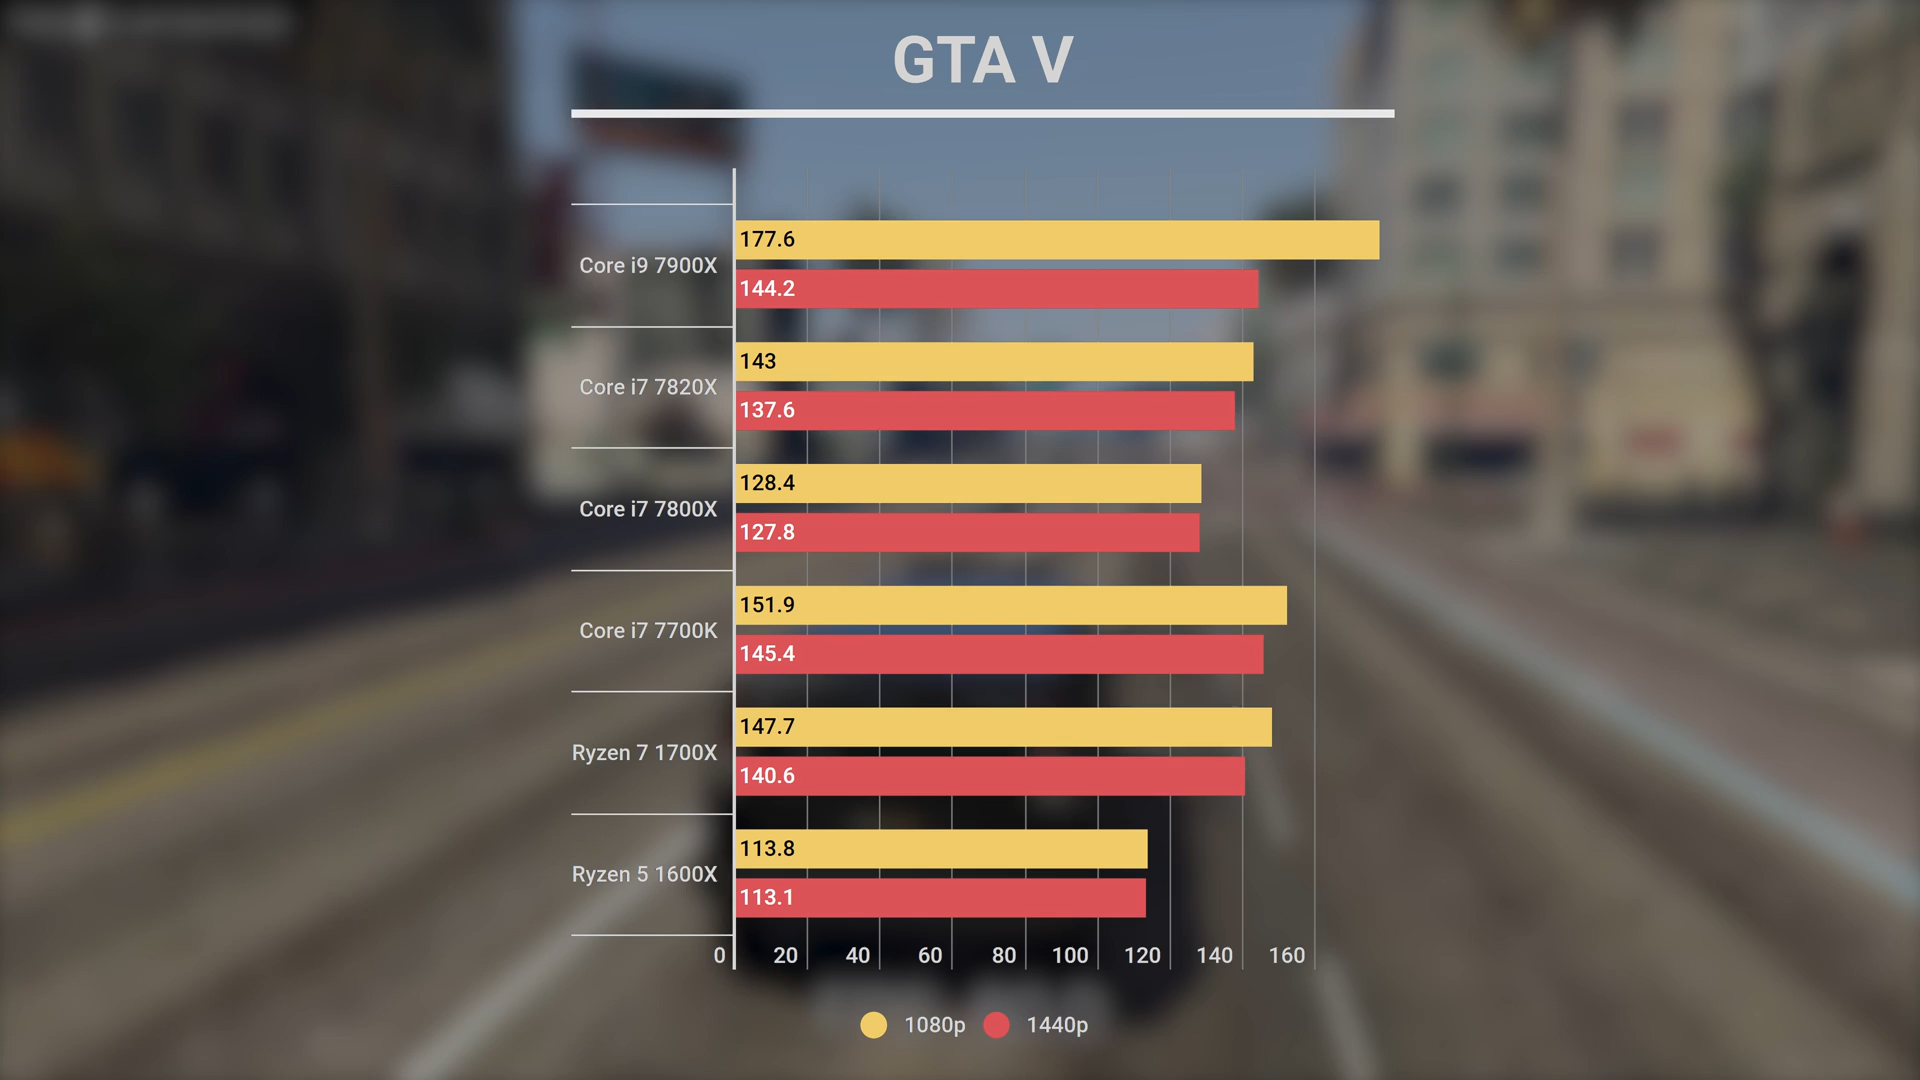 GTA V
Core i9 7900X
177.6
144.2
Core i7 7820X
143
137.6
Core i7 7800X
128.4
127.8
Core i7 7700K
151.9
145.4
Ryzen 7 1700X
147.7
140.6
Ryzen 5 1600X
113.8
113.1
0 20 40 60 80 100 120 140 160
1080p 1440p